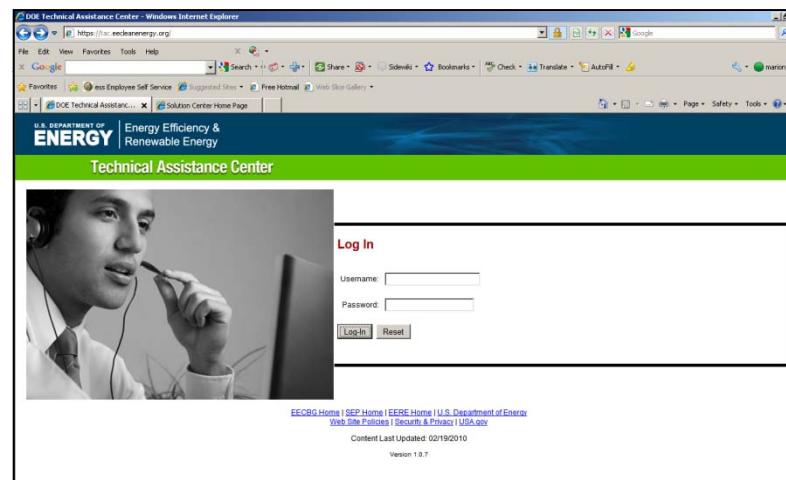 DOE Technical Assistance Center - Windows Internet Explorer
https://tac.eecleanenergy.org/
Google
File Edit View Favorites Tools Help
Google Search Share Sidewiki Bookmarks Check Translate AutoFill marion
Favorites ess Employee Self Service Suggested Sites Free Hotmail Web Slice Gallery
DOE Technical Assistanc... Solution Center Home Page Page Safety Tools
U.S. DEPARTMENT OF
ENERGY
Energy Efficiency &
Renewable Energy
Technical Assistance Center
Log In
Username:
Password:
Log-In Reset
EECBG Home | SEP Home | EERE Home | U.S. Department of Energy
Web Site Policies | Security & Privacy | USA.gov
Content Last Updated: 02/19/2010
Version 1.0.7